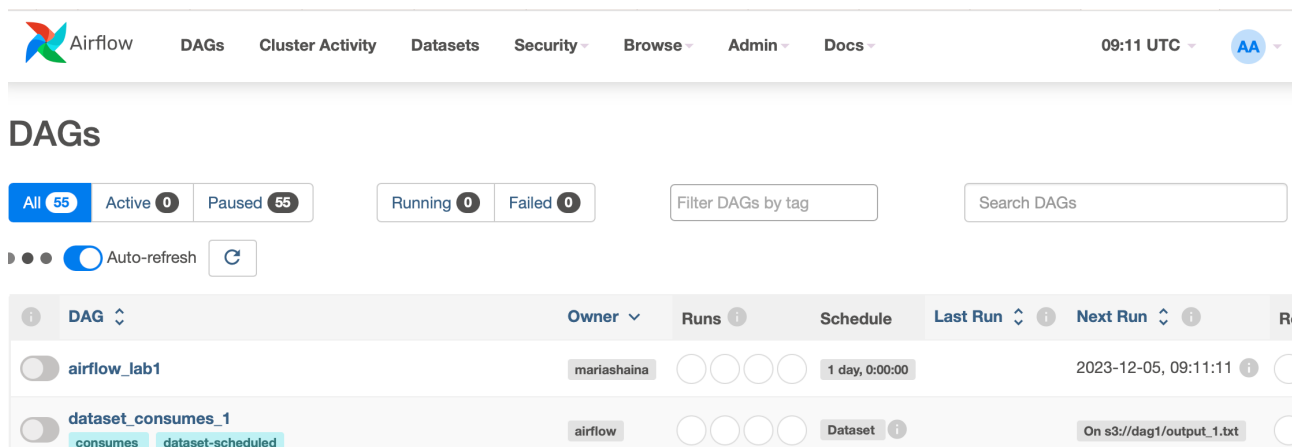 Airflow DAGs Cluster Activity Datasets Security Browse Admin Docs 09:11 UTC AA
DAGs
All 55 Active 0 Paused 55 Running 0 Failed 0 Filter DAGs by tag Search DAGs
Auto-refresh
DAG Owner Runs Schedule Last Run Next Run
airflow_lab1 mariashaina 1 day, 0:00:00 2023-12-05, 09:11:11
dataset_consumes_1 airflow Dataset On s3://dag1/output_1.txt
consumes dataset-scheduled